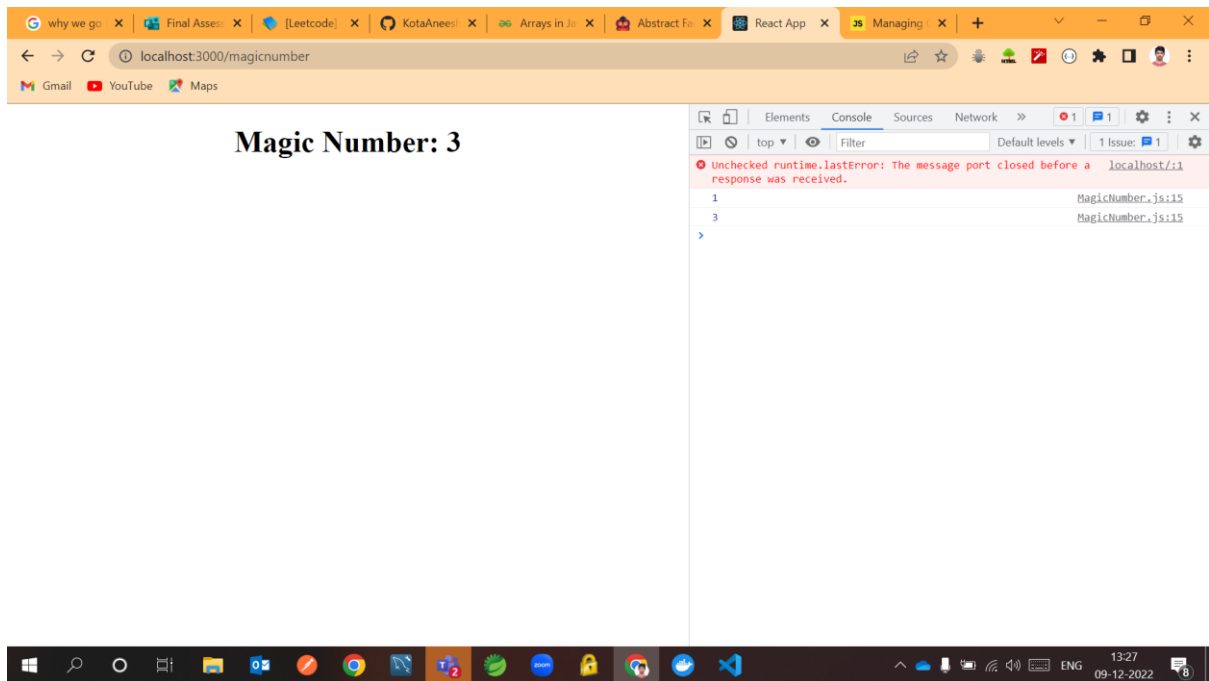 why we go Final Assess [Leetcode] KotaAneesh Arrays in Ja Abstract Fa React App JS Managing
localhost:3000/magicnumber
Gmail YouTube Maps
Elements Console Sources Network » 1 1
top Filter Default levels 1 Issue: 1
Magic Number: 3
Unchecked runtime.lastError: The message port closed before a localhost/:1
response was received.
1 MagicNumber.js:15
3 MagicNumber.js:15
zoom ENG 13:27
09-12-2022